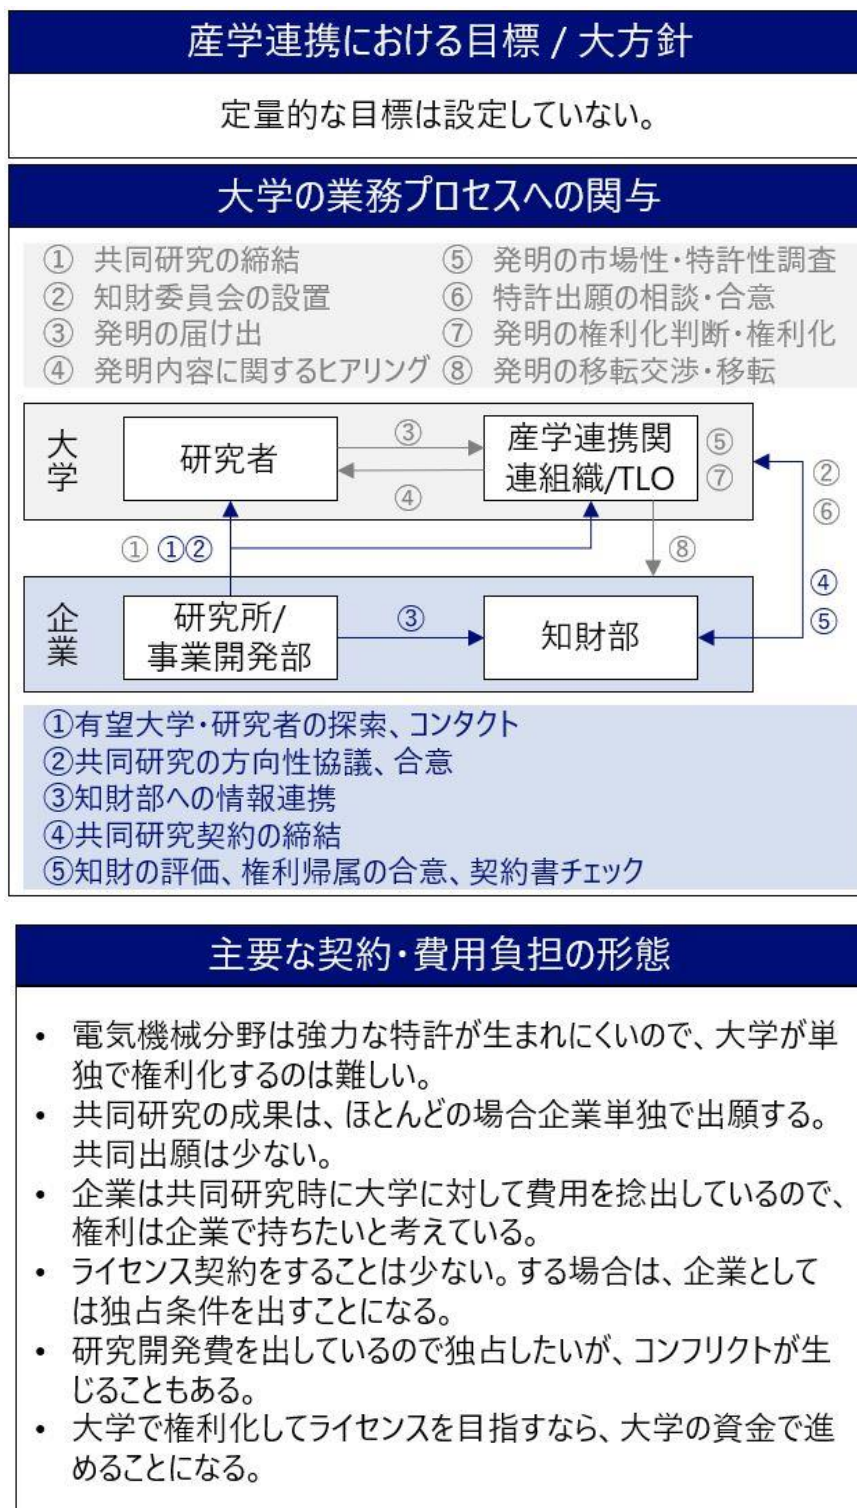 産学連携における目標 / 大方針
定量的な目標は設定していない。
大学の業務プロセスへの関与
① 共同研究の締結
② 知財委員会の設置
③ 発明の届け出
④ 発明内容に関するヒアリング
⑤ 発明の市場性・特許性調査
⑥ 特許出願の相談・合意
⑦ 発明の権利化判断・権利化
⑧ 発明の移転交渉・移転
大学
研究者
③
④
産学連携関
連組織/TLO
⑤
⑦
②
⑥
① ①②
⑧
④
⑤
企業
研究所/
事業開発部
③
知財部
①有望大学・研究者の探索、コンタクト
②共同研究の方向性協議、合意
③知財部への情報連携
④共同研究契約の締結
⑤知財の評価、権利帰属の合意、契約書チェック
主要な契約・費用負担の形態
• 電気機械分野は強力な特許が生まれにくいので、大学が単
独で権利化するのは難しい。
• 共同研究の成果は、ほとんどの場合企業単独で出願する。
共同出願は少ない。
• 企業は共同研究時に大学に対して費用を捻出しているので、
権利は企業で持ちたいと考えている。
• ライセンス契約をすることは少ない。する場合は、企業として
は独占条件を出すことになる。
• 研究開発費を出しているので独占したいが、コンフリクトが生
じることもある。
• 大学で権利化してライセンスを目指すなら、大学の資金で進
めることになる。